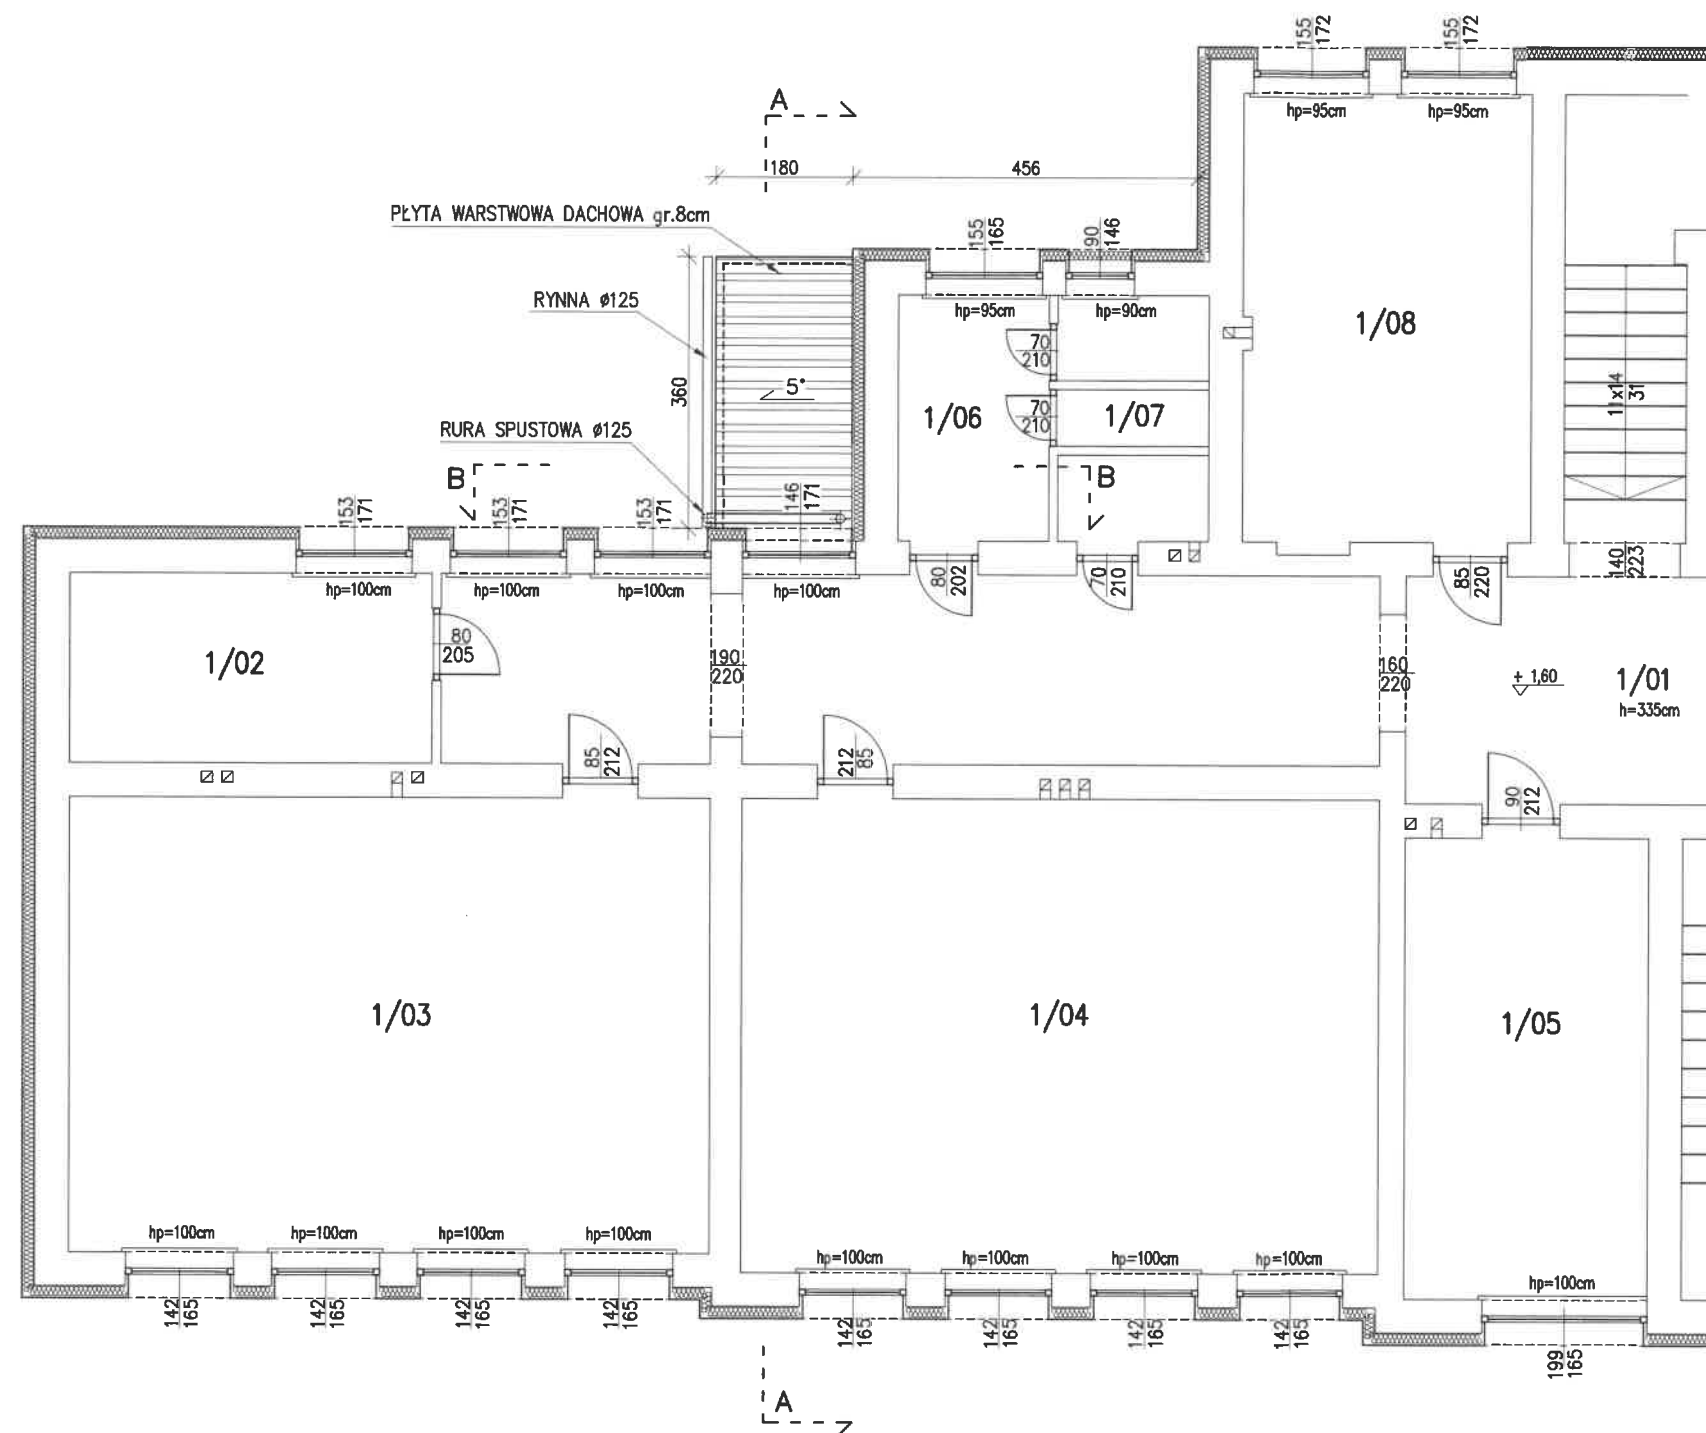 155
172
155
172
A
hp=95cm
hp=95cm
180
456
PŁYTA WARSTWOWA DACHOWA gr.8cm
155
165
90
146
RYNNA ø125
hp=95cm
hp=90cm
1/08
70
210
360
5°
11x14
31
1/06
70
210
1/07
RURA SPUSTOWA ø125
B
B
153
171
153
171
153
171
146
171
hp=100cm
hp=100cm
hp=100cm
hp=100cm
80
202
70
210
85
220
140
223
1/02
80
205
190
220
160
220
+ 1,60
1/01
h=335cm
85
212
212
85
90
212
1/03
1/04
1/05
hp=100cm
hp=100cm
hp=100cm
hp=100cm
hp=100cm
hp=100cm
hp=100cm
hp=100cm
hp=100cm
142
165
142
165
142
165
142
165
142
165
142
165
142
165
142
165
199
165
A